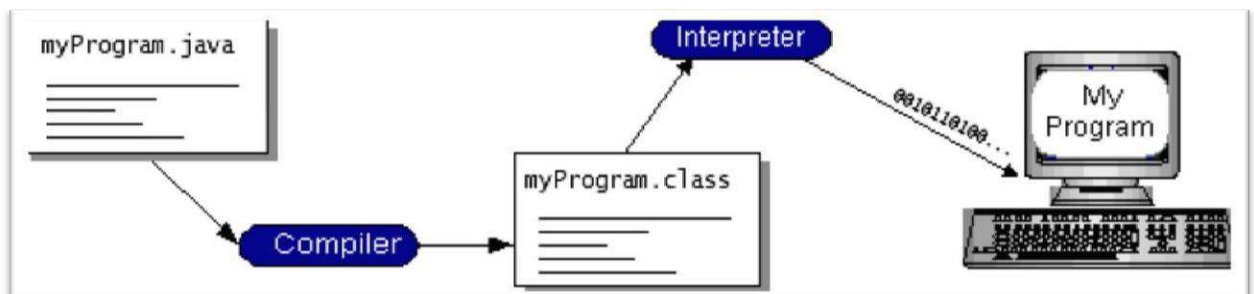 myProgram.java
Compiler
myProgram.class
Interpreter
0010110100...
My
Program